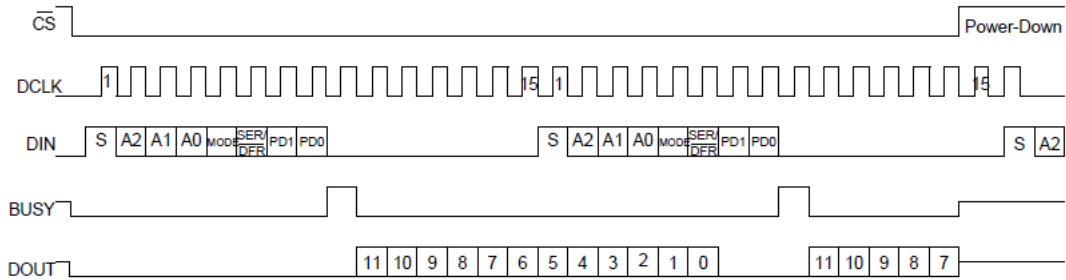 CS Power-Down
DCLK 1 15 1 15
DIN S A2 A1 A0 MODE SER/DFR PD1 PD0 S A2 A1 A0 MODE SER/DFR PD1 PD0 S A2
BUSY
DOUT 11 10 9 8 7 6 5 4 3 2 1 0 11 10 9 8 7